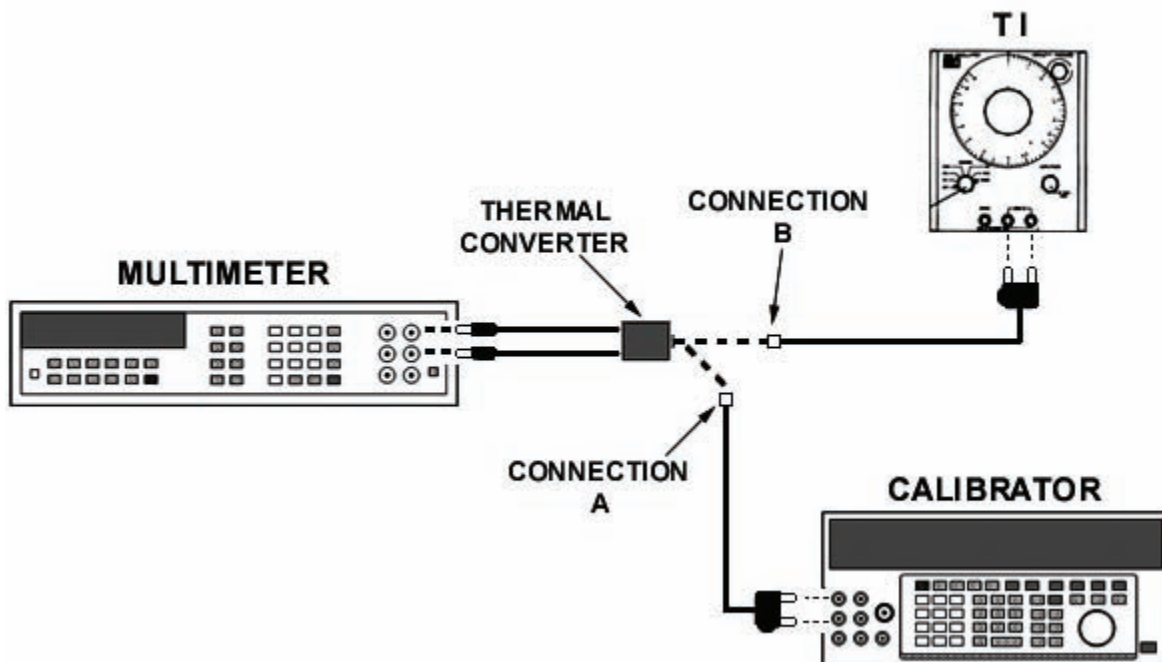 T I
THERMAL
CONVERTER
CONNECTION
B
MULTIMETER
CONNECTION
A
CALIBRATOR